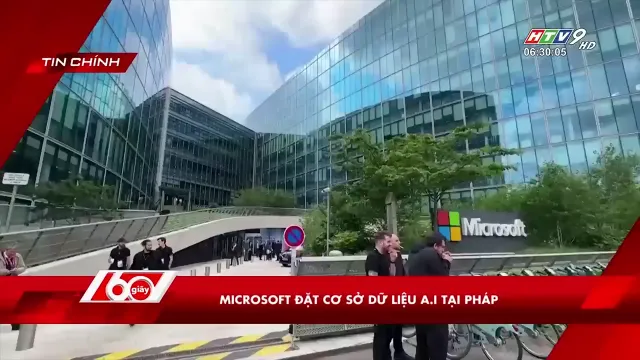 TIN CHÍNH
HTV9 HD
06:30:05
Microsoft
60 giây
MICROSOFT ĐẶT CƠ SỞ DỮ LIỆU A.I TẠI PHÁP